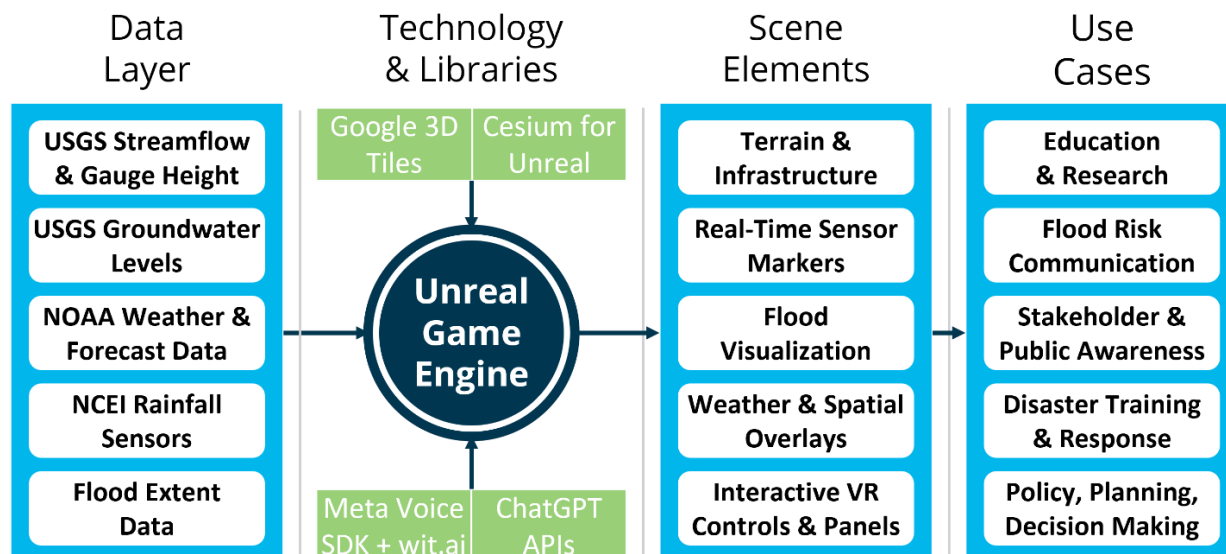 Data
Layer
Technology
& Libraries
Scene
Elements
Use
Cases
USGS Streamflow
& Gauge Height
USGS Groundwater
Levels
NOAA Weather &
Forecast Data
NCEI Rainfall
Sensors
Flood Extent
Data
Google 3D
Tiles
Cesium for
Unreal
Unreal
Game
Engine
Meta Voice
SDK + wit.ai
ChatGPT
APIs
Terrain &
Infrastructure
Real-Time Sensor
Markers
Flood
Visualization
Weather & Spatial
Overlays
Interactive VR
Controls & Panels
Education
& Research
Flood Risk
Communication
Stakeholder &
Public Awareness
Disaster Training
& Response
Policy, Planning,
Decision Making